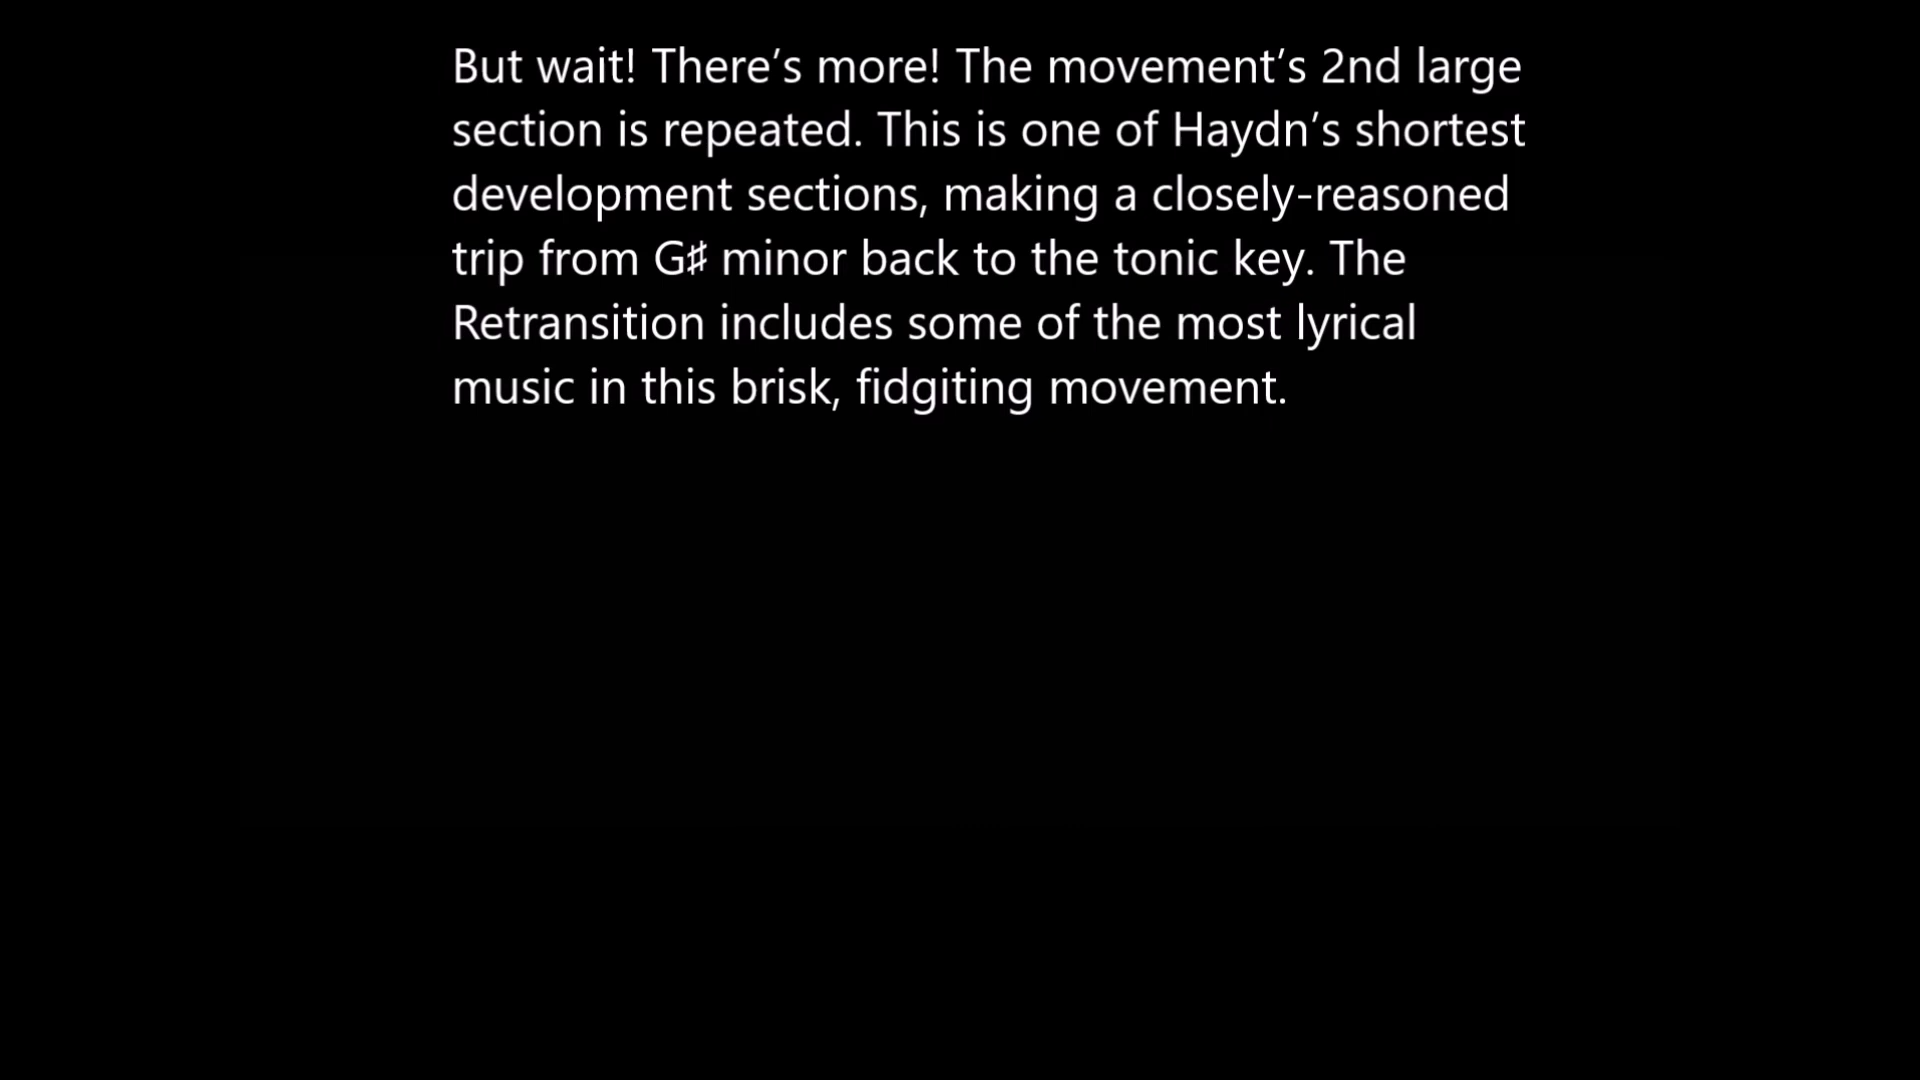 But wait! There’s more! The movement’s 2nd large
section is repeated. This is one of Haydn’s shortest
development sections, making a closely-reasoned
trip from G♯ minor back to the tonic key. The
Retransition includes some of the most lyrical
music in this brisk, fidgiting movement.